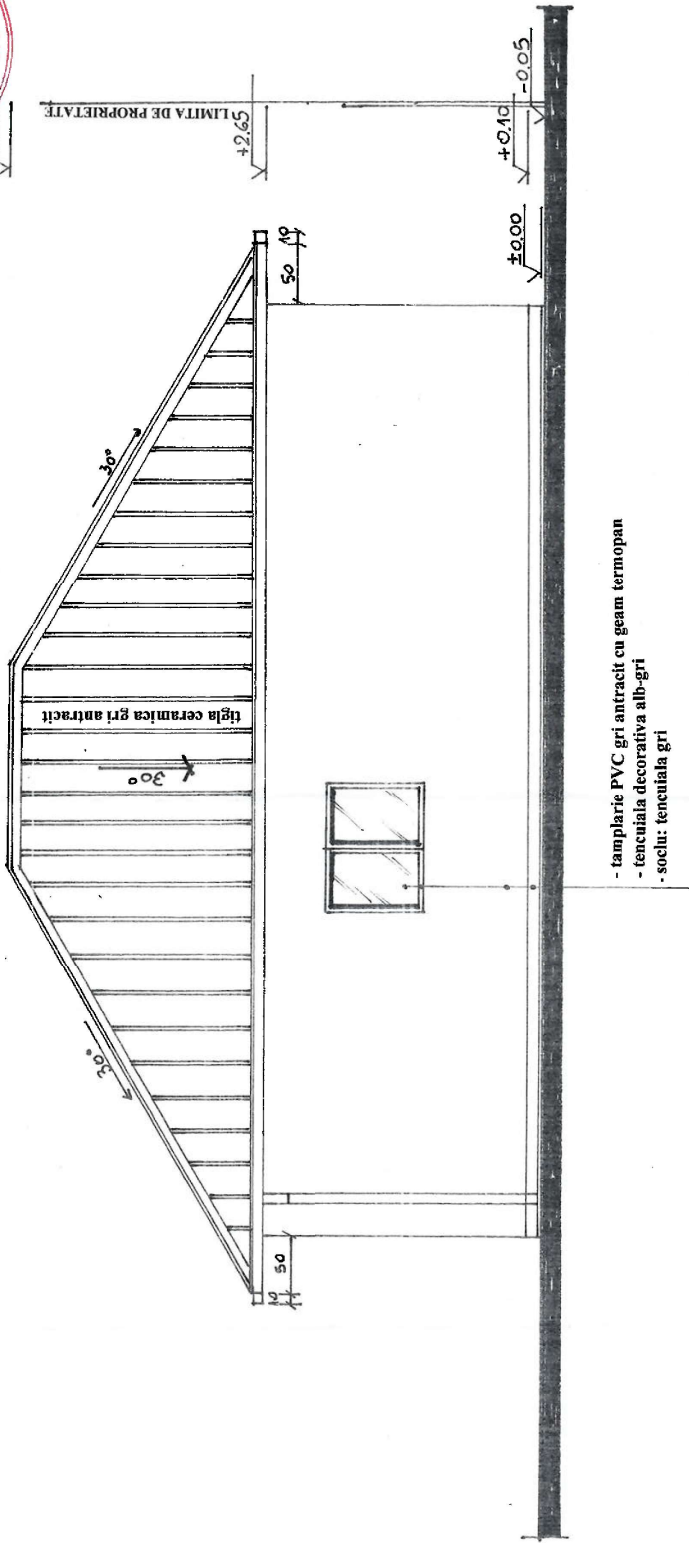 LIMITA DE PROPRIETATE
+2.65
-0.05
+0.10
±0.00
10
50
30°
tigla ceramica gri antracit
30°
30°
50
10
- tamplarie PVC gri antracit cu geam termopan
- tencuiala decorativa alb-gri
- soclu: tencuiala gri